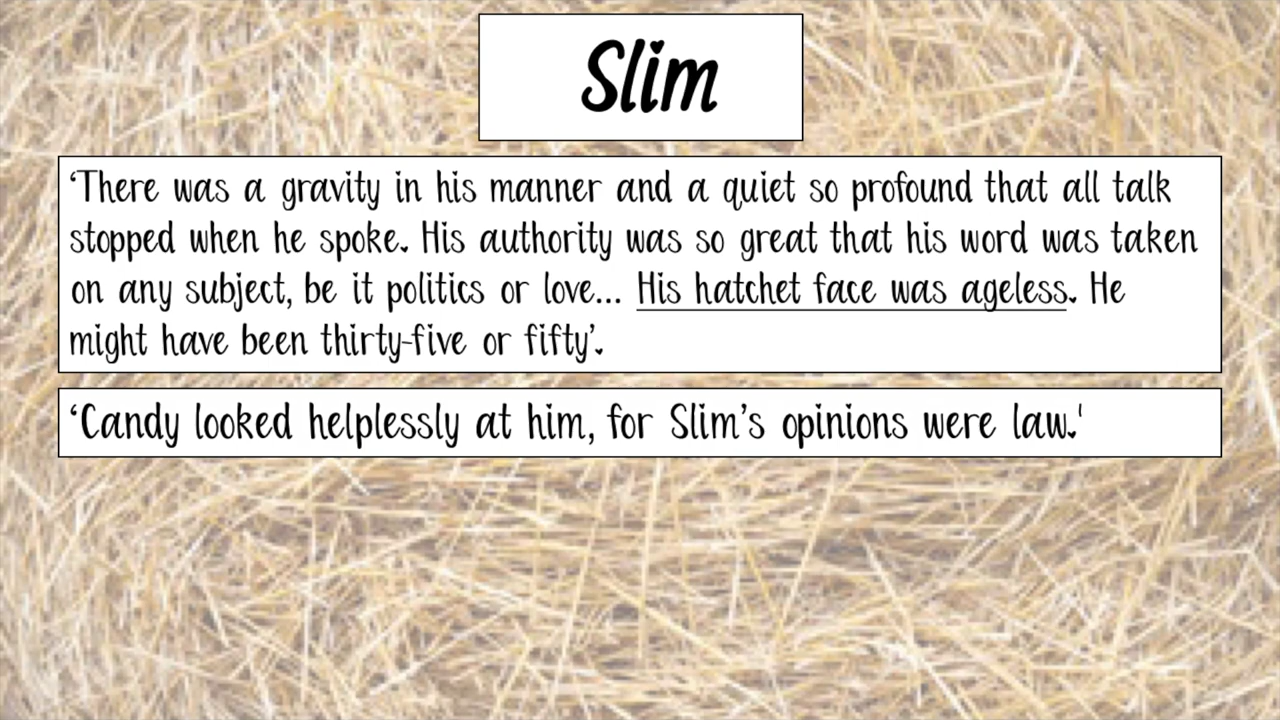 Slim
‘There was a gravity in his manner and a quiet so profound that all talk
stopped when he spoke. His authority was so great that his word was taken
on any subject, be it politics or love... His hatchet face was ageless. He
might have been thirty-five or fifty’.
‘Candy looked helplessly at him, for Slim’s opinions were law.'